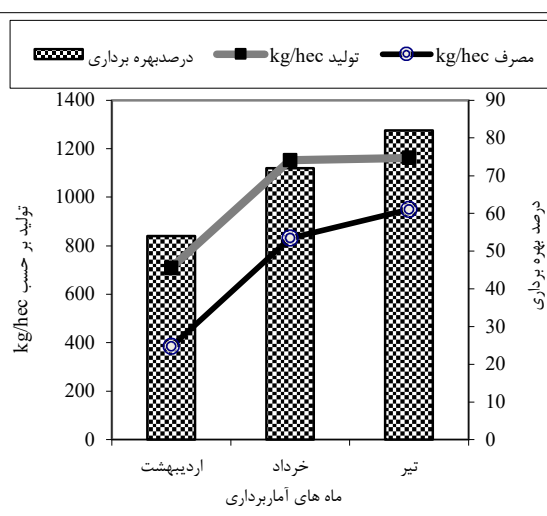 درصدبهره برداری
تولید kg/hec
مصرف kg/hec
تولید بر حسب kg/hec
1400
1200
1000
800
600
400
200
0
90
80
70
60
50
40
30
20
10
0
درصد بهره برداری
اردیبهشت
خرداد
تیر
ماه های آماربرداری